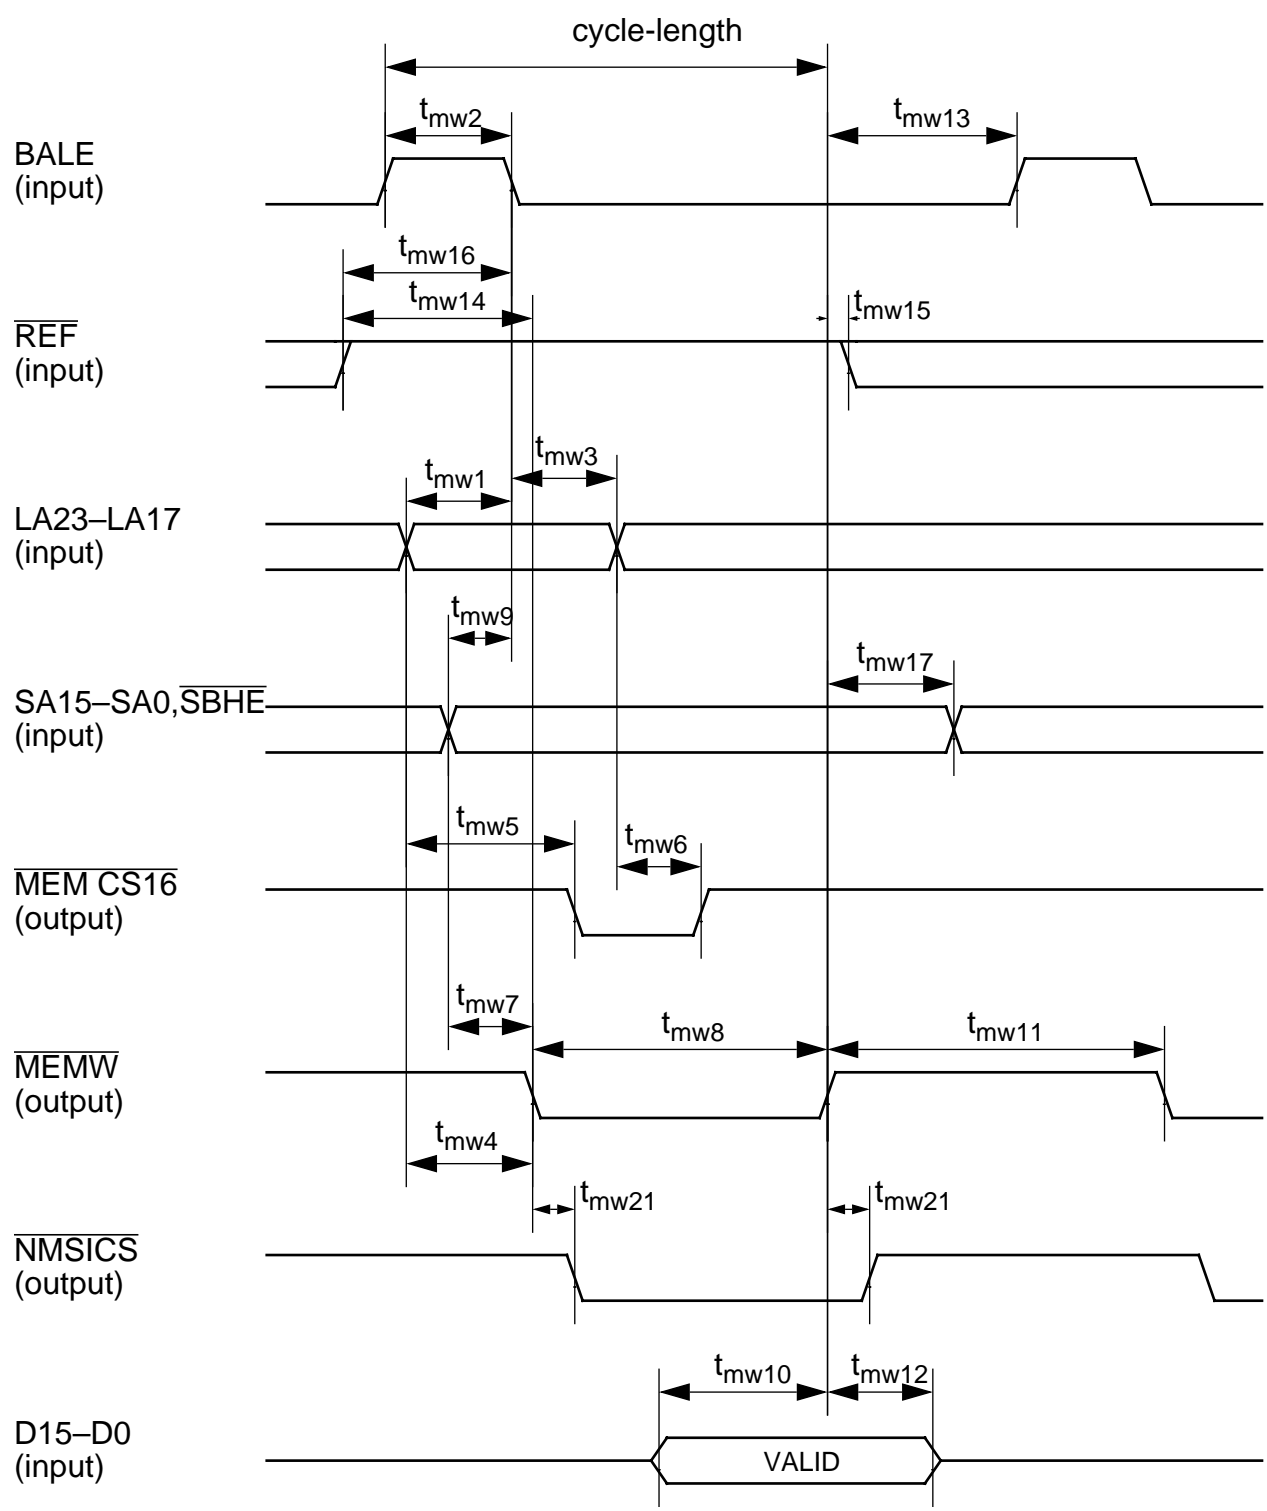 cycle-length
tmw2
tmw13
BALE
(input)
tmw16
tmw14
tmw15
REF
(input)
tmw3
tmw1
LA23–LA17
(input)
tmw9
tmw17
SA15–SA0,SBHE
(input)
tmw5
tmw6
MEM CS16
(output)
tmw7
tmw8
tmw11
MEMW
(output)
tmw4
tmw21
tmw21
NMSICS
(output)
tmw10
tmw12
D15–D0
(input)
VALID